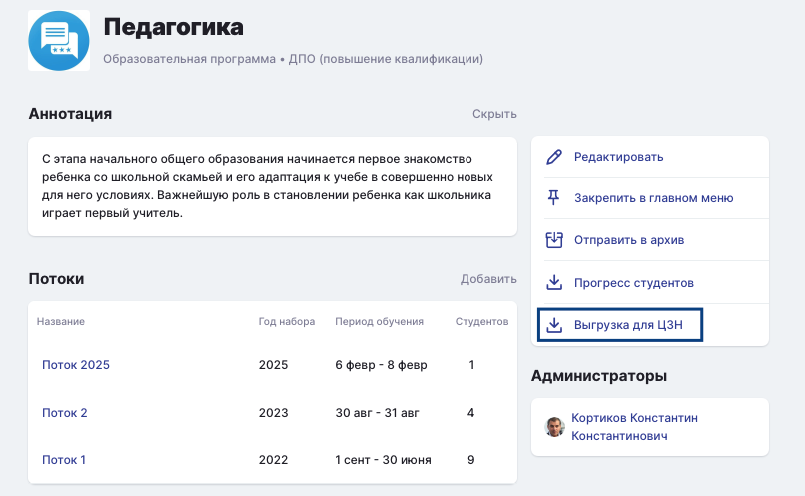 Педагогика
Образовательная программа • ДПО (повышение квалификации)
Аннотация
Скрыть
С этапа начального общего образования начинается первое знакомство
ребенка со школьной скамьей и его адаптация к учебе в совершенно новых
для него условиях. Важнейшую роль в становлении ребенка как школьника
играет первый учитель.
Потоки
Добавить
Название Год набора Период обучения Студентов
Поток 2025 2025 6 февр - 8 февр 1
Поток 2 2023 30 авг - 31 авг 4
Поток 1 2022 1 сент - 30 июня 9
Редактировать
Закрепить в главном меню
Отправить в архив
Прогресс студентов
Выгрузка для ЦЗН
Администраторы
Кортиков Константин
Константинович